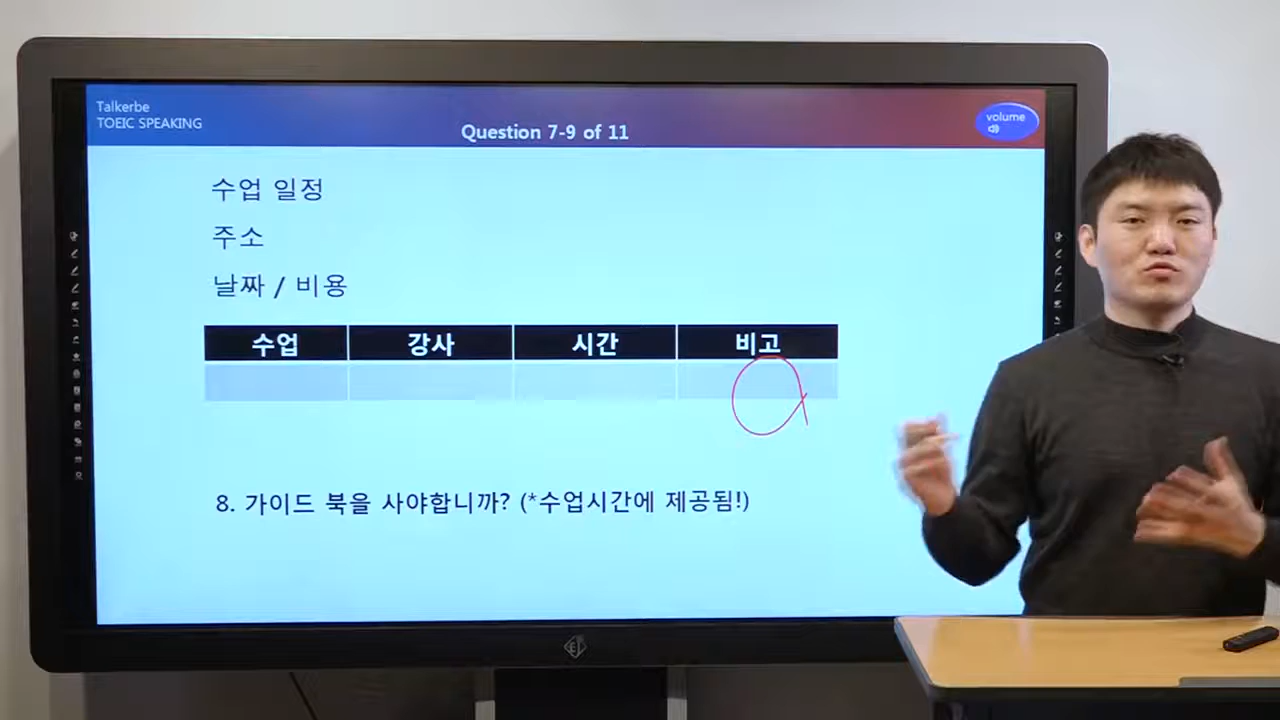 Talkerbe
TOEIC SPEAKING
Question 7-9 of 11
volume
수업 일정
주소
날짜 / 비용
수업 강사 시간 비고
8. 가이드 북을 사야합니까? (*수업시간에 제공됨!)